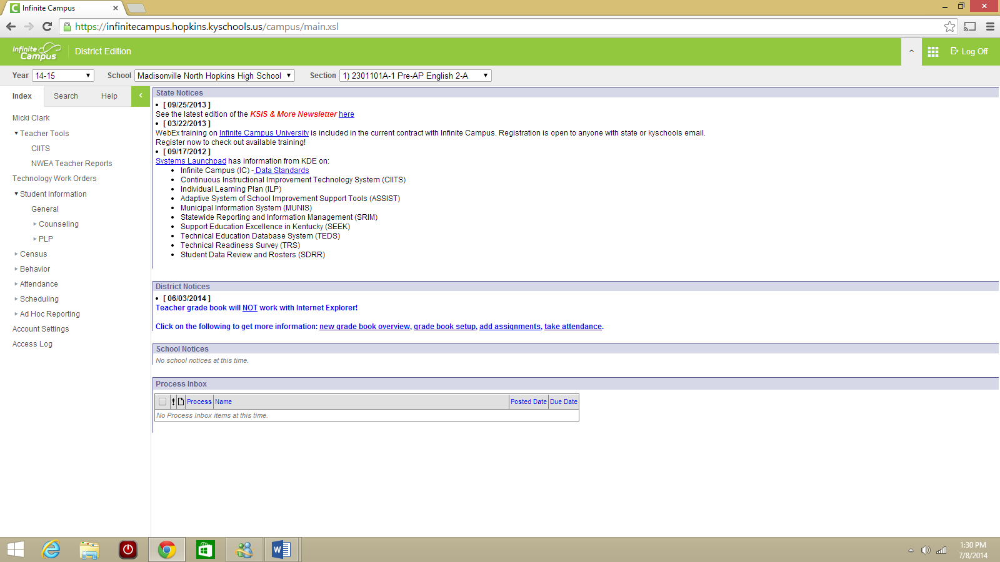 Infinite Campus
https://infinitecampus.hopkins.kyschools.us/campus/main.xsl
Infinite Campus District Edition Log Off
Year 14-15 School Madisonville North Hopkins High School Section 1) 2301101A-1 Pre-AP English 2-A
Index Search Help
Micki Clark
Teacher Tools
CIITS
NWEA Teacher Reports
Technology Work Orders
Student Information
General
Counseling
PLP
Census
Behavior
Attendance
Scheduling
Ad Hoc Reporting
Account Settings
Access Log
State Notices
• [ 09/25/2013 ]
See the latest edition of the KSIS & More Newsletter here
• [ 03/22/2013 ]
WebEx training on Infinite Campus University is included in the current contract with Infinite Campus. Registration is open to anyone with state or kyschools email.
Register now to check out available training!
• [ 09/17/2012 ]
Systems Launchpad has information from KDE on:
• Infinite Campus (IC) - Data Standards
• Continuous Instructional Improvement Technology System (CIITS)
• Individual Learning Plan (ILP)
• Adaptive System of School Improvement Support Tools (ASSIST)
• Municipal Information System (MUNIS)
• Statewide Reporting and Information Management (SRIM)
• Support Education Excellence in Kentucky (SEEK)
• Technical Education Database System (TEDS)
• Technical Readiness Survey (TRS)
• Student Data Review and Rosters (SDRR)
District Notices
• [ 06/03/2014 ]
Teacher grade book will NOT work with Internet Explorer!
Click on the following to get more information: new grade book overview, grade book setup, add assignments, take attendance.
School Notices
No school notices at this time.
Process Inbox
! Process Name Posted Date Due Date
No Process Inbox items at this time.
1:30 PM
7/8/2014